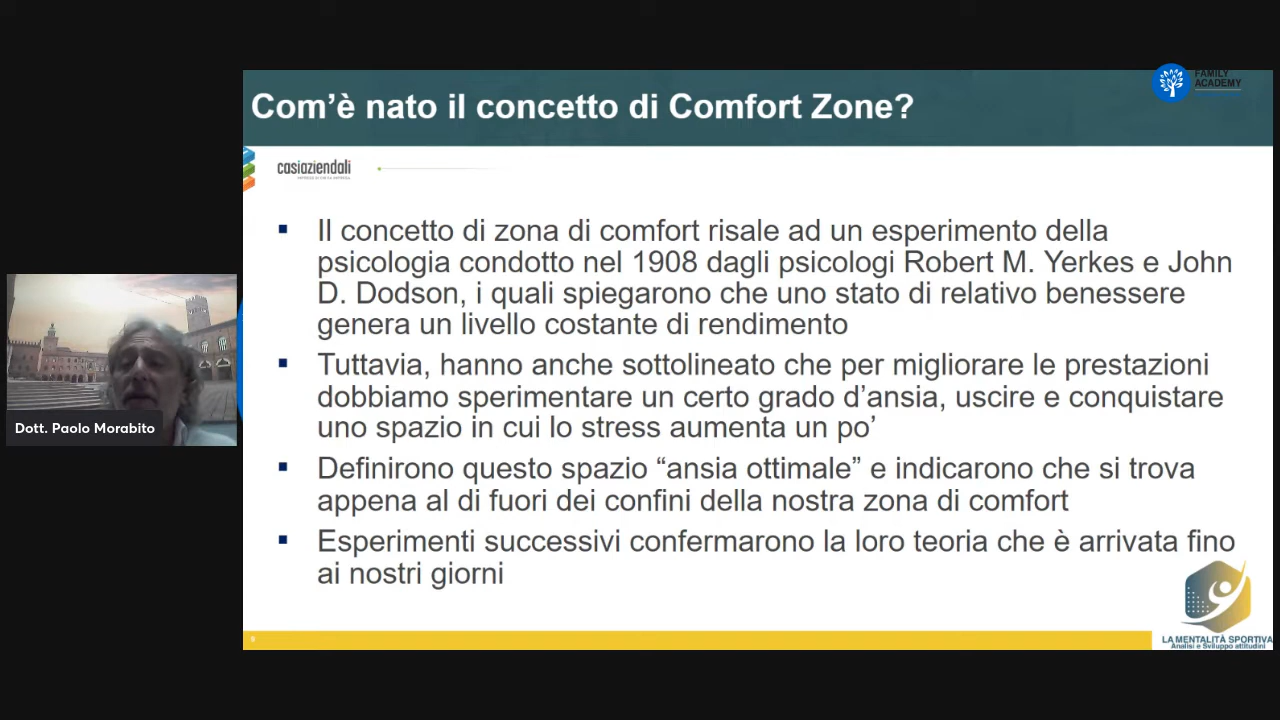 FAMILY
ACADEMY
Com’è nato il concetto di Comfort Zone?
casiaziendali
▪ Il concetto di zona di comfort risale ad un esperimento della
psicologia condotto nel 1908 dagli psicologi Robert M. Yerkes e John
D. Dodson, i quali spiegarono che uno stato di relativo benessere
genera un livello costante di rendimento
▪ Tuttavia, hanno anche sottolineato che per migliorare le prestazioni
dobbiamo sperimentare un certo grado d’ansia, uscire e conquistare
uno spazio in cui lo stress aumenta un po’
▪ Definirono questo spazio “ansia ottimale” e indicarono che si trova
appena al di fuori dei confini della nostra zona di comfort
▪ Esperimenti successivi confermarono la loro teoria che è arrivata fino
ai nostri giorni
Dott. Paolo Morabito
LA MENTALITÀ SPORTIVA
Analisi e Sviluppo attitudini